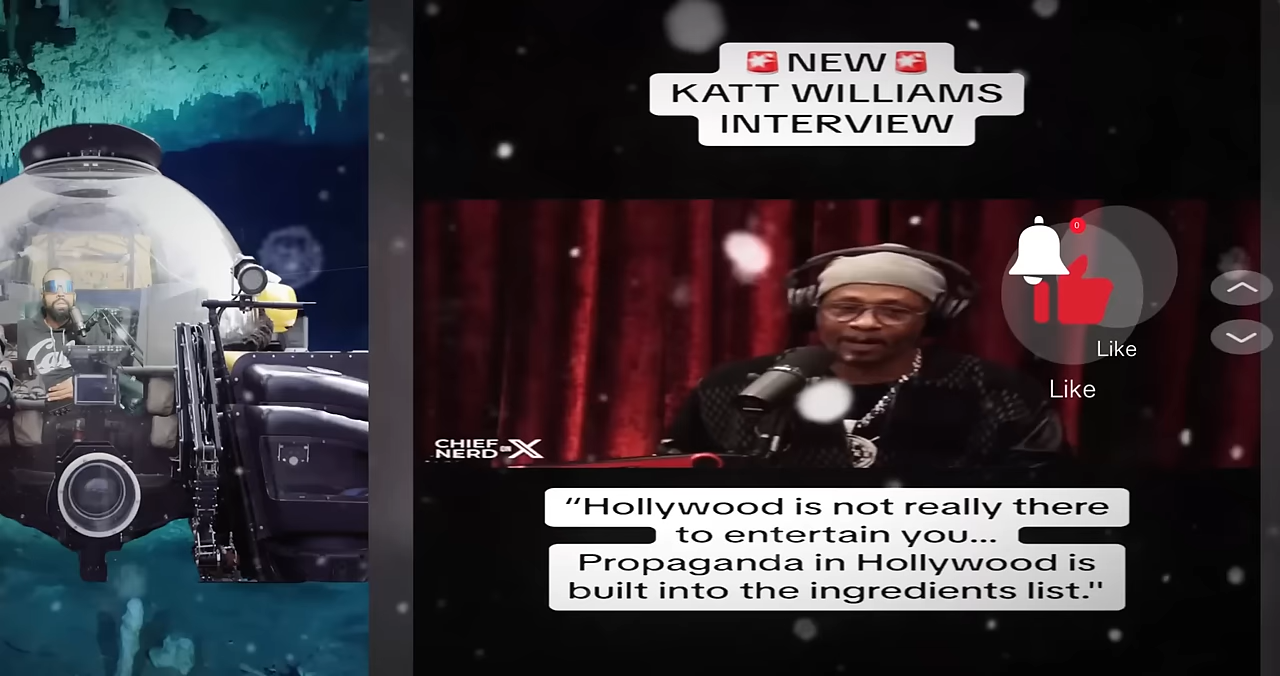 🚨NEW🚨
KATT WILLIAMS
INTERVIEW
0
Like
Like
CHIEF
NERD
X
“Hollywood is not really there
to entertain you...
Propaganda in Hollywood is
built into the ingredients list."